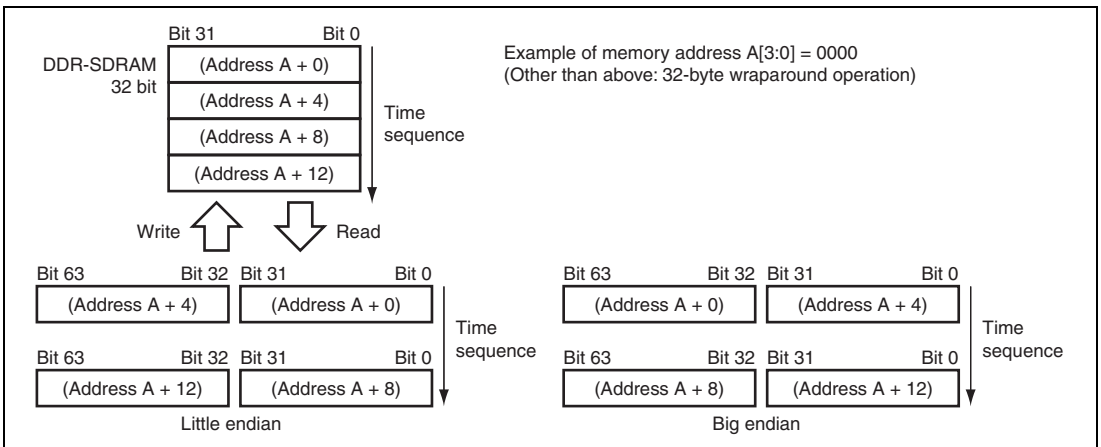 Bit 31 Bit 0
DDR-SDRAM
32 bit
(Address A + 0)
(Address A + 4)
(Address A + 8)
(Address A + 12)
Time
sequence
Example of memory address A[3:0] = 0000
(Other than above: 32-byte wraparound operation)
Write Read
Bit 63 Bit 32 Bit 31 Bit 0
(Address A + 4) (Address A + 0)
Bit 63 Bit 32 Bit 31 Bit 0
(Address A + 12) (Address A + 8)
Time
sequence
Little endian
Bit 63 Bit 32 Bit 31 Bit 0
(Address A + 0) (Address A + 4)
Bit 63 Bit 32 Bit 31 Bit 0
(Address A + 8) (Address A + 12)
Time
sequence
Big endian